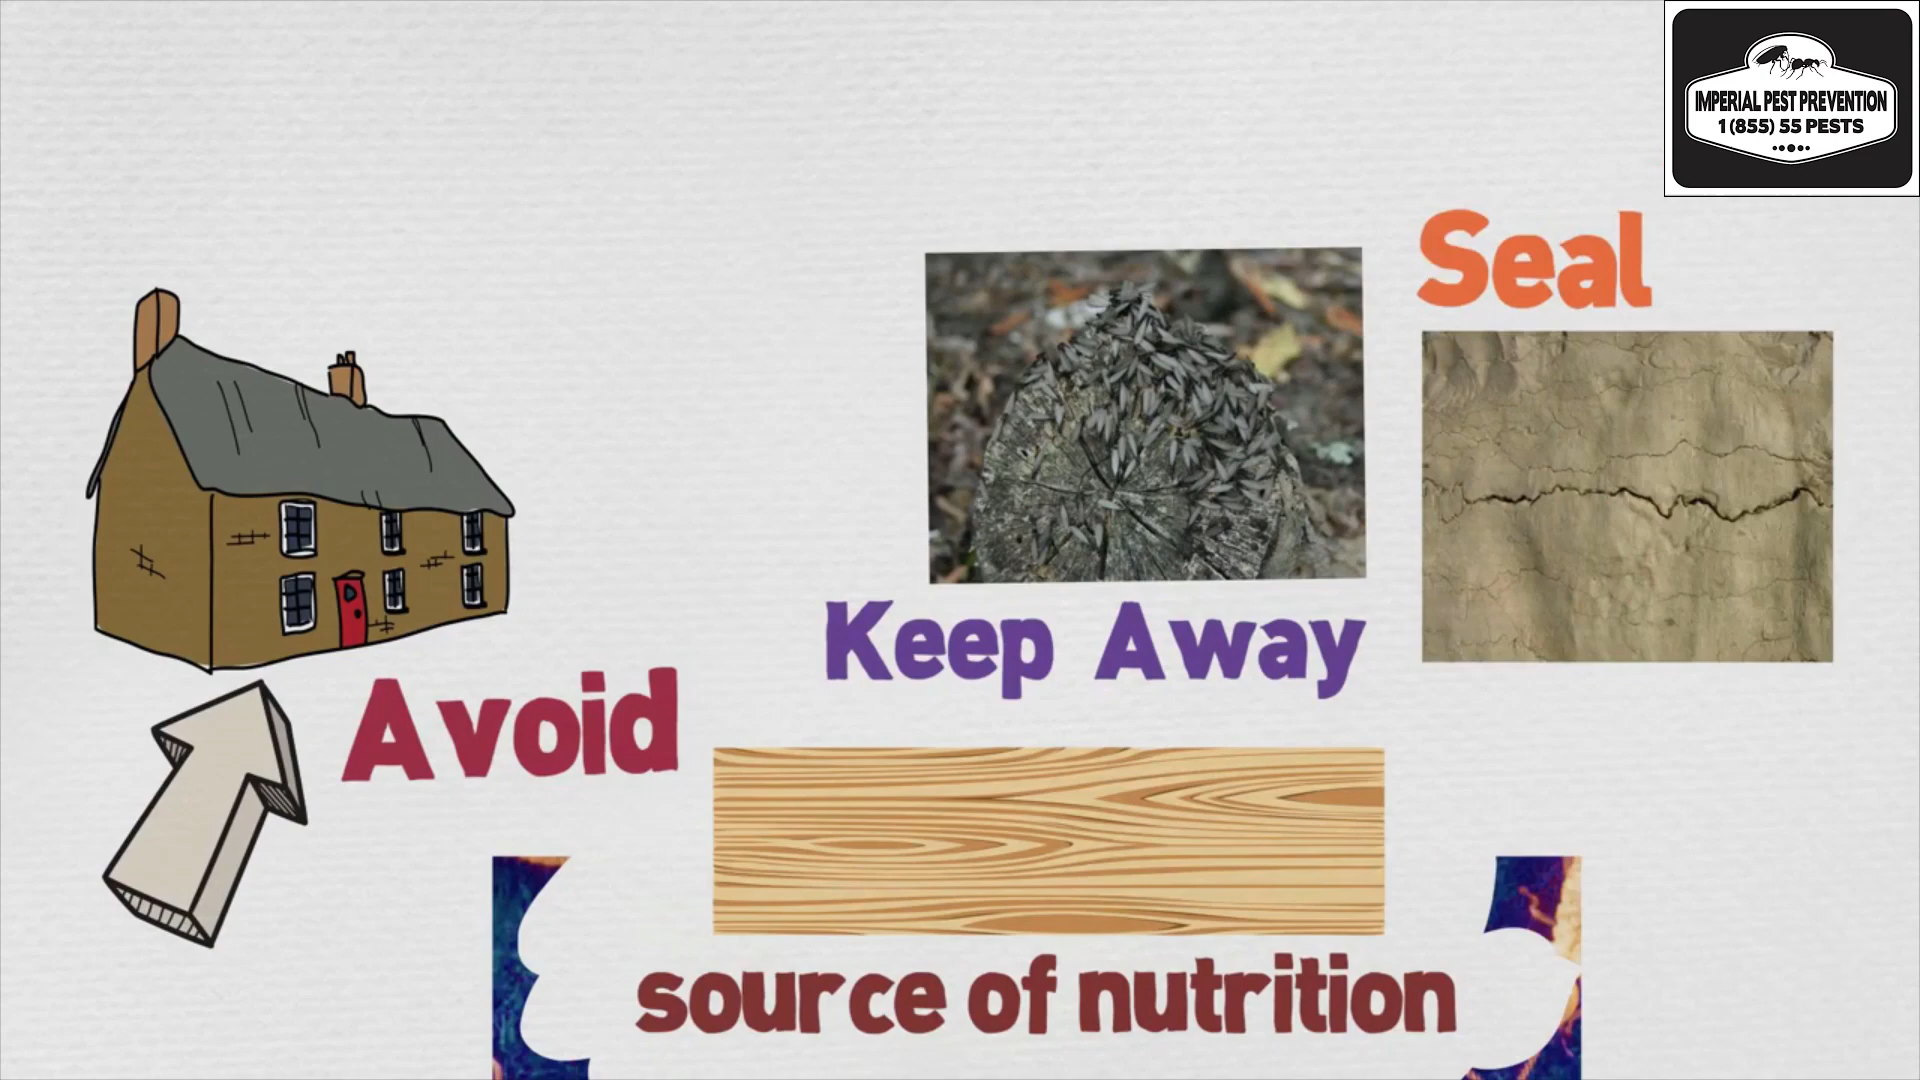 IMPERIAL PEST PREVENTION
1 (855) 55 PESTS
Seal
Keep Away
Avoid
source of nutrition